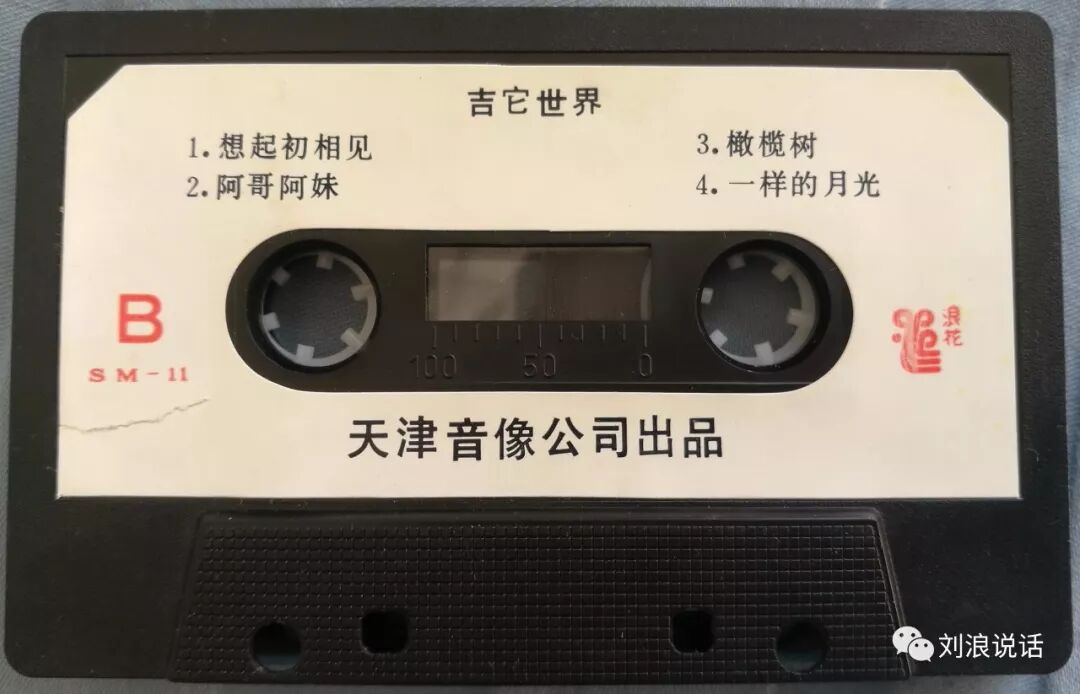 吉它世界
1.想起初相见
2.阿哥阿妹
3.橄榄树
4.一样的月光
B
SM-11
浪花
100 50 0
天津音像公司出品
刘浪说话